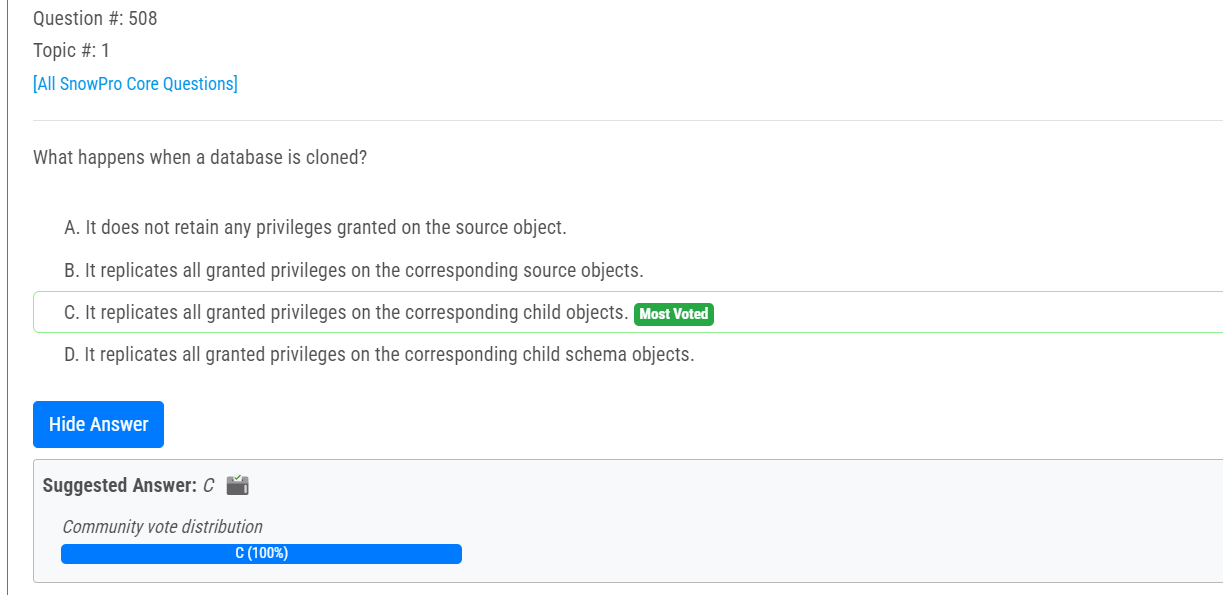 Question #: 508
Topic #: 1
[All SnowPro Core Questions]
What happens when a database is cloned?
A. It does not retain any privileges granted on the source object.
B. It replicates all granted privileges on the corresponding source objects.
C. It replicates all granted privileges on the corresponding child objects. Most Voted
D. It replicates all granted privileges on the corresponding child schema objects.
Hide Answer
Suggested Answer: C
Community vote distribution
C (100%)